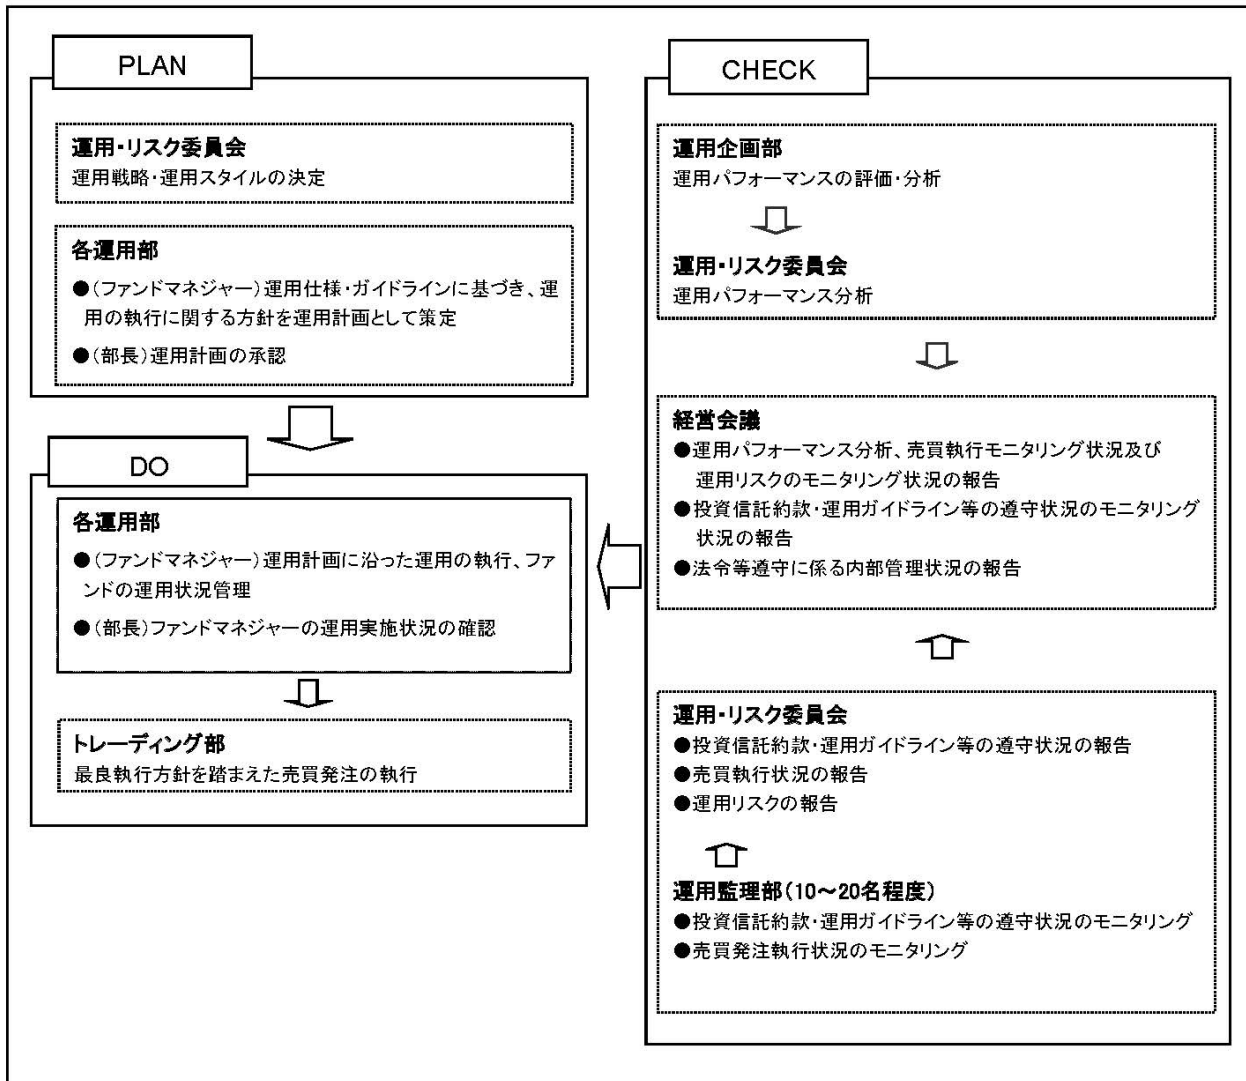 PLAN
運用・リスク委員会
運用戦略・運用スタイルの決定
各運用部
●(ファンドマネジャー)運用仕様・ガイドラインに基づき、運
用の執行に関する方針を運用計画として策定
●(部長)運用計画の承認
DO
各運用部
●(ファンドマネジャー)運用計画に沿った運用の執行、ファ
ンドの運用状況管理
●(部長)ファンドマネジャーの運用実施状況の確認
トレーディング部
最良執行方針を踏まえた売買発注の執行
CHECK
運用企画部
運用パフォーマンスの評価・分析
運用・リスク委員会
運用パフォーマンス分析
経営会議
●運用パフォーマンス分析、売買執行モニタリング状況及び
運用リスクのモニタリング状況の報告
●投資信託約款・運用ガイドライン等の遵守状況のモニタリング
状況の報告
●法令等遵守に係る内部管理状況の報告
運用・リスク委員会
●投資信託約款・運用ガイドライン等の遵守状況の報告
●売買執行状況の報告
●運用リスクの報告
運用監理部(10～20名程度)
●投資信託約款・運用ガイドライン等の遵守状況のモニタリング
●売買発注執行状況のモニタリング